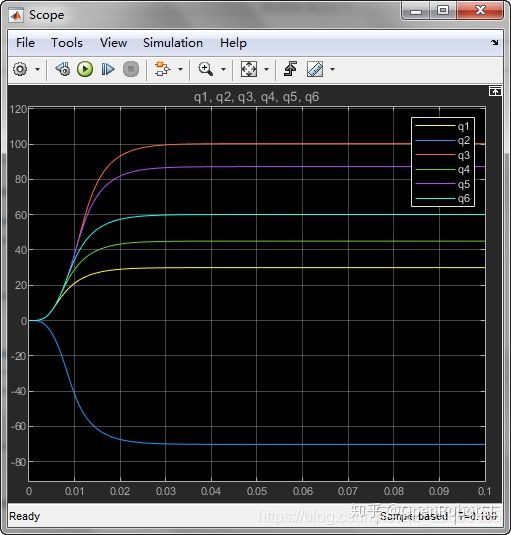 Scope
File Tools View Simulation Help
q1, q2, q3, q4, q5, q6
120
100
80
60
40
20
0
-20
-40
-60
-80
q1
q2
q3
q4
q5
q6
0 0.01 0.02 0.03 0.04 0.05 0.06 0.07 0.08 0.09 0.1
Ready
Sample based T=0.100
知乎
https://blog.csdn